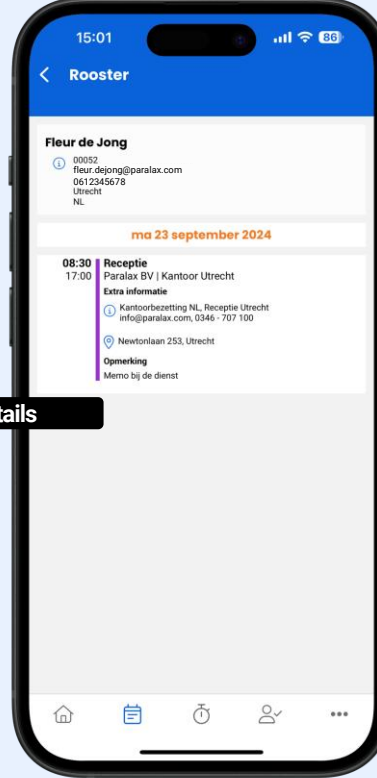 15:01
86
Rooster
Fleur de Jong
00052
fleur.dejong@paralax.com
0612345678
Utrecht
NL
ma 23 september 2024
08:30 Receptie
17:00 Paralax BV | Kantoor Utrecht
Extra informatie
Kantoorbezetting NL, Receptie Utrecht
info@paralax.com, 0346 - 707 100
Newtonlaan 253, Utrecht
Opmerking
Memo bij de dienst